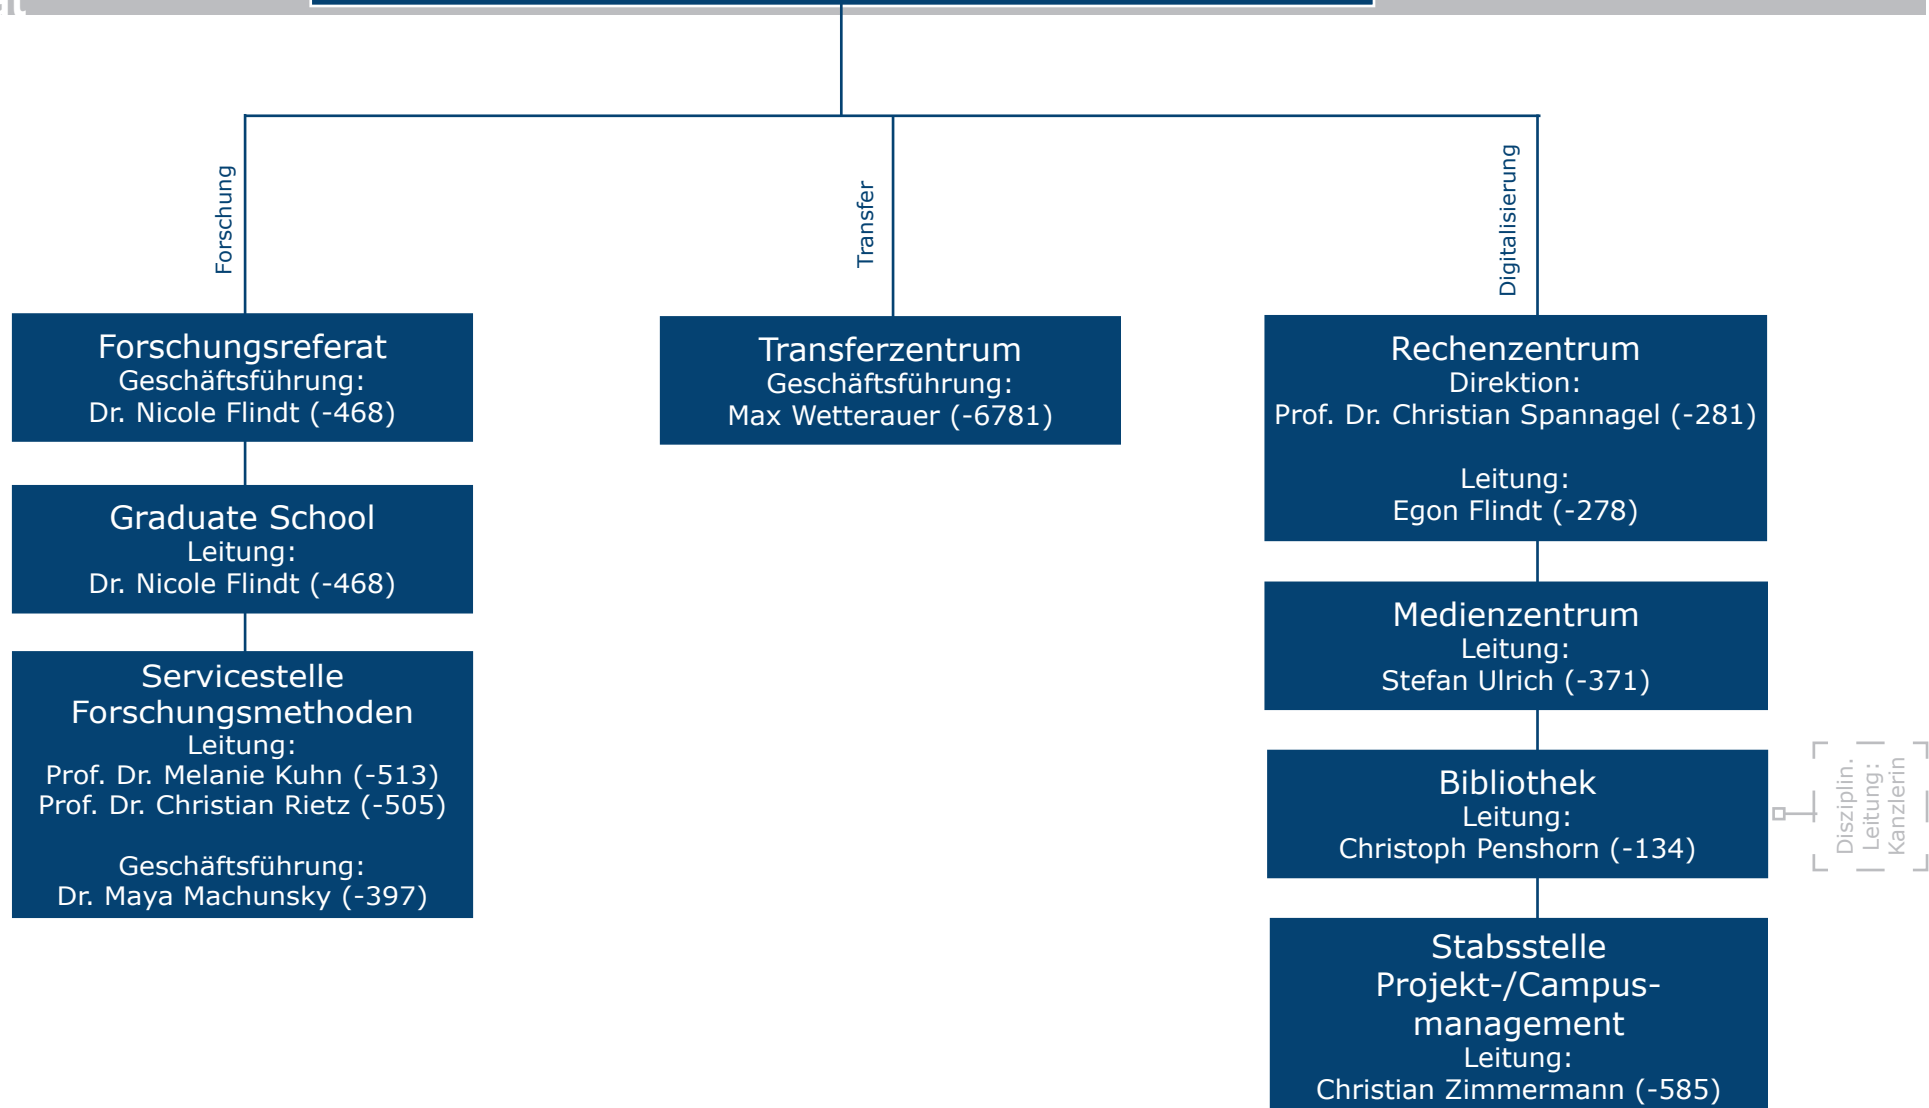 Forschung
Transfer
Digitalisierung
Forschungsreferat
Geschäftsführung:
Dr. Nicole Flindt (-468)
Graduate School
Leitung:
Dr. Nicole Flindt (-468)
Servicestelle
Forschungsmethoden
Leitung:
Prof. Dr. Melanie Kuhn (-513)
Prof. Dr. Christian Rietz (-505)
Geschäftsführung:
Dr. Maya Machunsky (-397)
Transferzentrum
Geschäftsführung:
Max Wetterauer (-6781)
Rechenzentrum
Direktion:
Prof. Dr. Christian Spannagel (-281)
Leitung:
Egon Flindt (-278)
Medienzentrum
Leitung:
Stefan Ulrich (-371)
Bibliothek
Leitung:
Christoph Penshorn (-134)
Disziplin.
Leitung:
Kanzlerin
Stabsstelle
Projekt-/Campus-
management
Leitung:
Christian Zimmermann (-585)